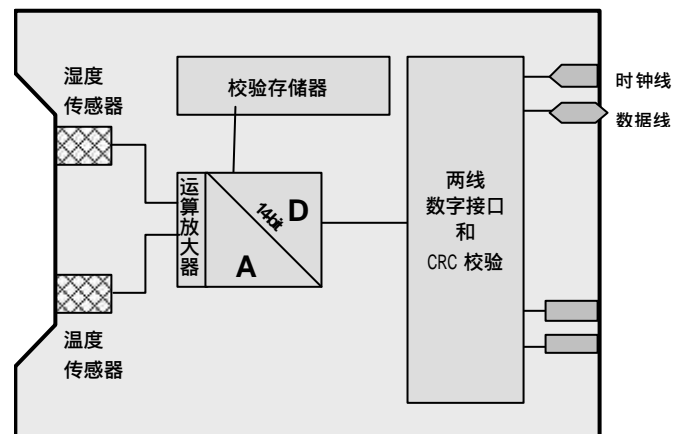 湿度
传感器
校验存储器
时钟线
数据线
运算放大器
14bit
D
A
两线
数字接口
和
CRC 校验
温度
传感器